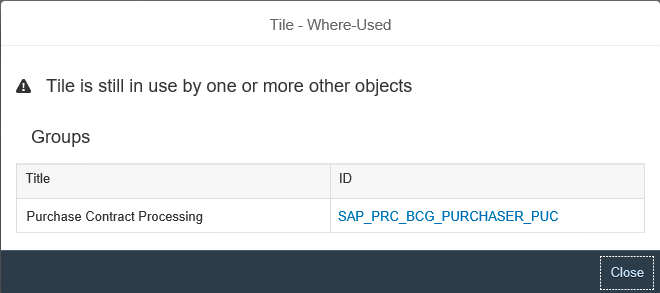 Tile - Where-Used
Tile is still in use by one or more other objects
Groups
Title ID
Purchase Contract Processing SAP_PRC_BCG_PURCHASER_PUC
Close